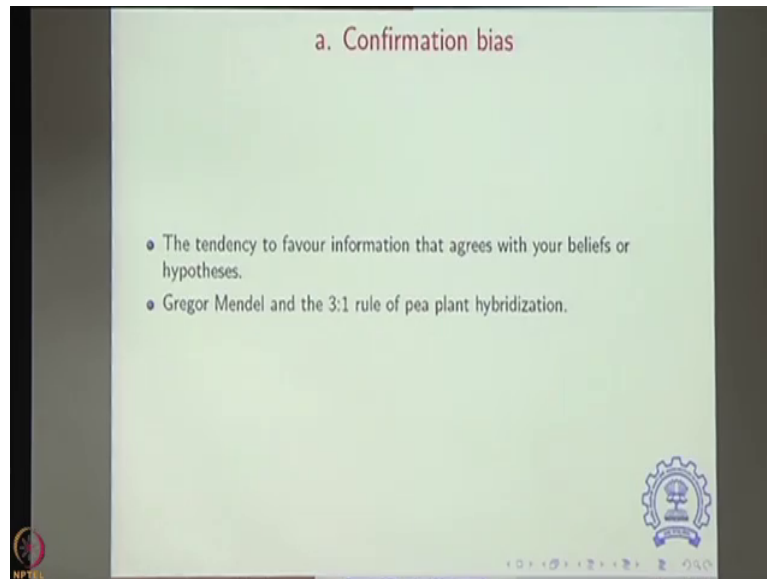 a. Confirmation bias
• The tendency to favour information that agrees with your beliefs or
hypotheses.
• Gregor Mendel and the 3:1 rule of pea plant hybridization.
NPTEL